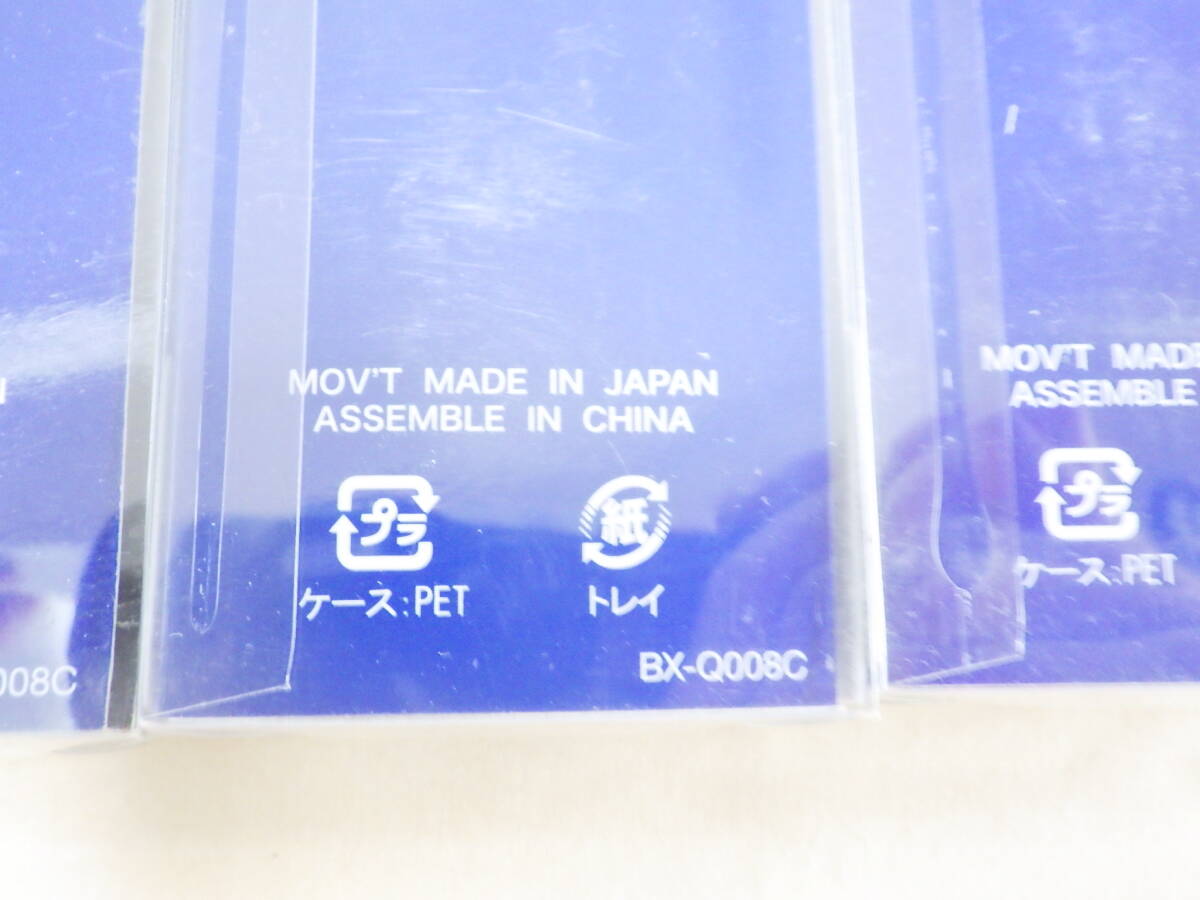 MOV'T MADE IN JAPAN
ASSEMBLE IN CHINA
プラ
紙
ケース:PET
トレイ
BX-Q008C
008C
MOV'T MADE
ASSEMBLE
プラ
ケース:PET